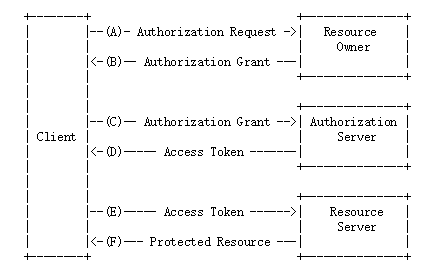 (A) Authorization Request Resource
Owner
(B) Authorization Grant
(C) Authorization Grant Authorization
Client Server
(D) Access Token
(E) Access Token Resource
Server
(F) Protected Resource